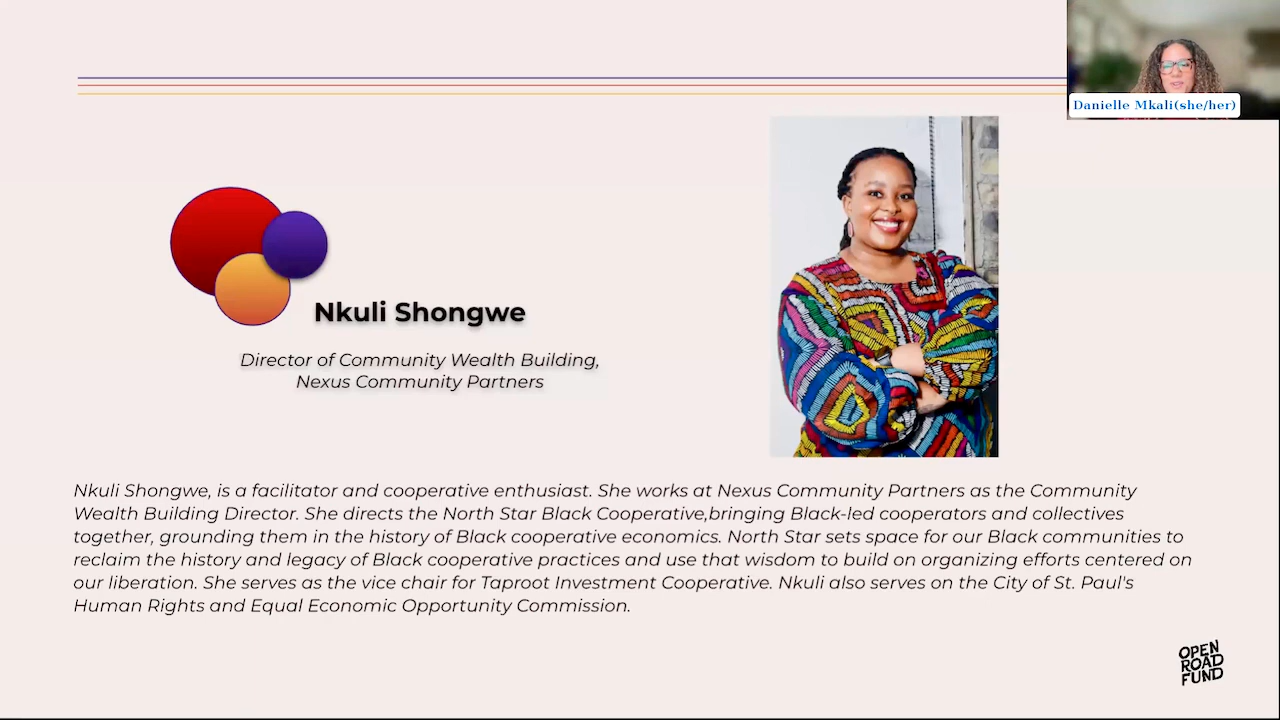 Danielle Mkali(she/her)
Nkuli Shongwe
Director of Community Wealth Building,
Nexus Community Partners
Nkuli Shongwe, is a facilitator and cooperative enthusiast. She works at Nexus Community Partners as the Community
Wealth Building Director. She directs the North Star Black Cooperative,bringing Black-led cooperators and collectives
together, grounding them in the history of Black cooperative economics. North Star sets space for our Black communities to
reclaim the history and legacy of Black cooperative practices and use that wisdom to build on organizing efforts centered on
our liberation. She serves as the vice chair for Taproot Investment Cooperative. Nkuli also serves on the City of St. Paul's
Human Rights and Equal Economic Opportunity Commission.
OPEN
ROAD
FUND